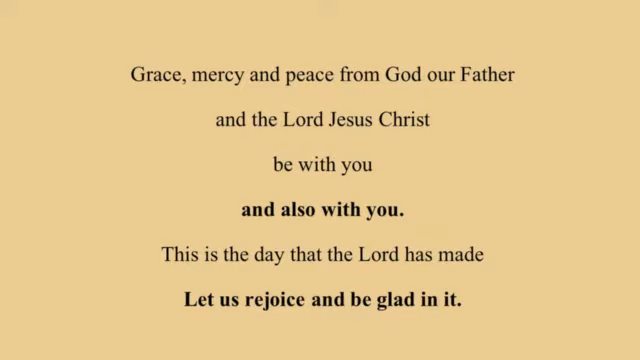 Grace, mercy and peace from God our Father
and the Lord Jesus Christ
be with you
and also with you.
This is the day that the Lord has made
Let us rejoice and be glad in it.